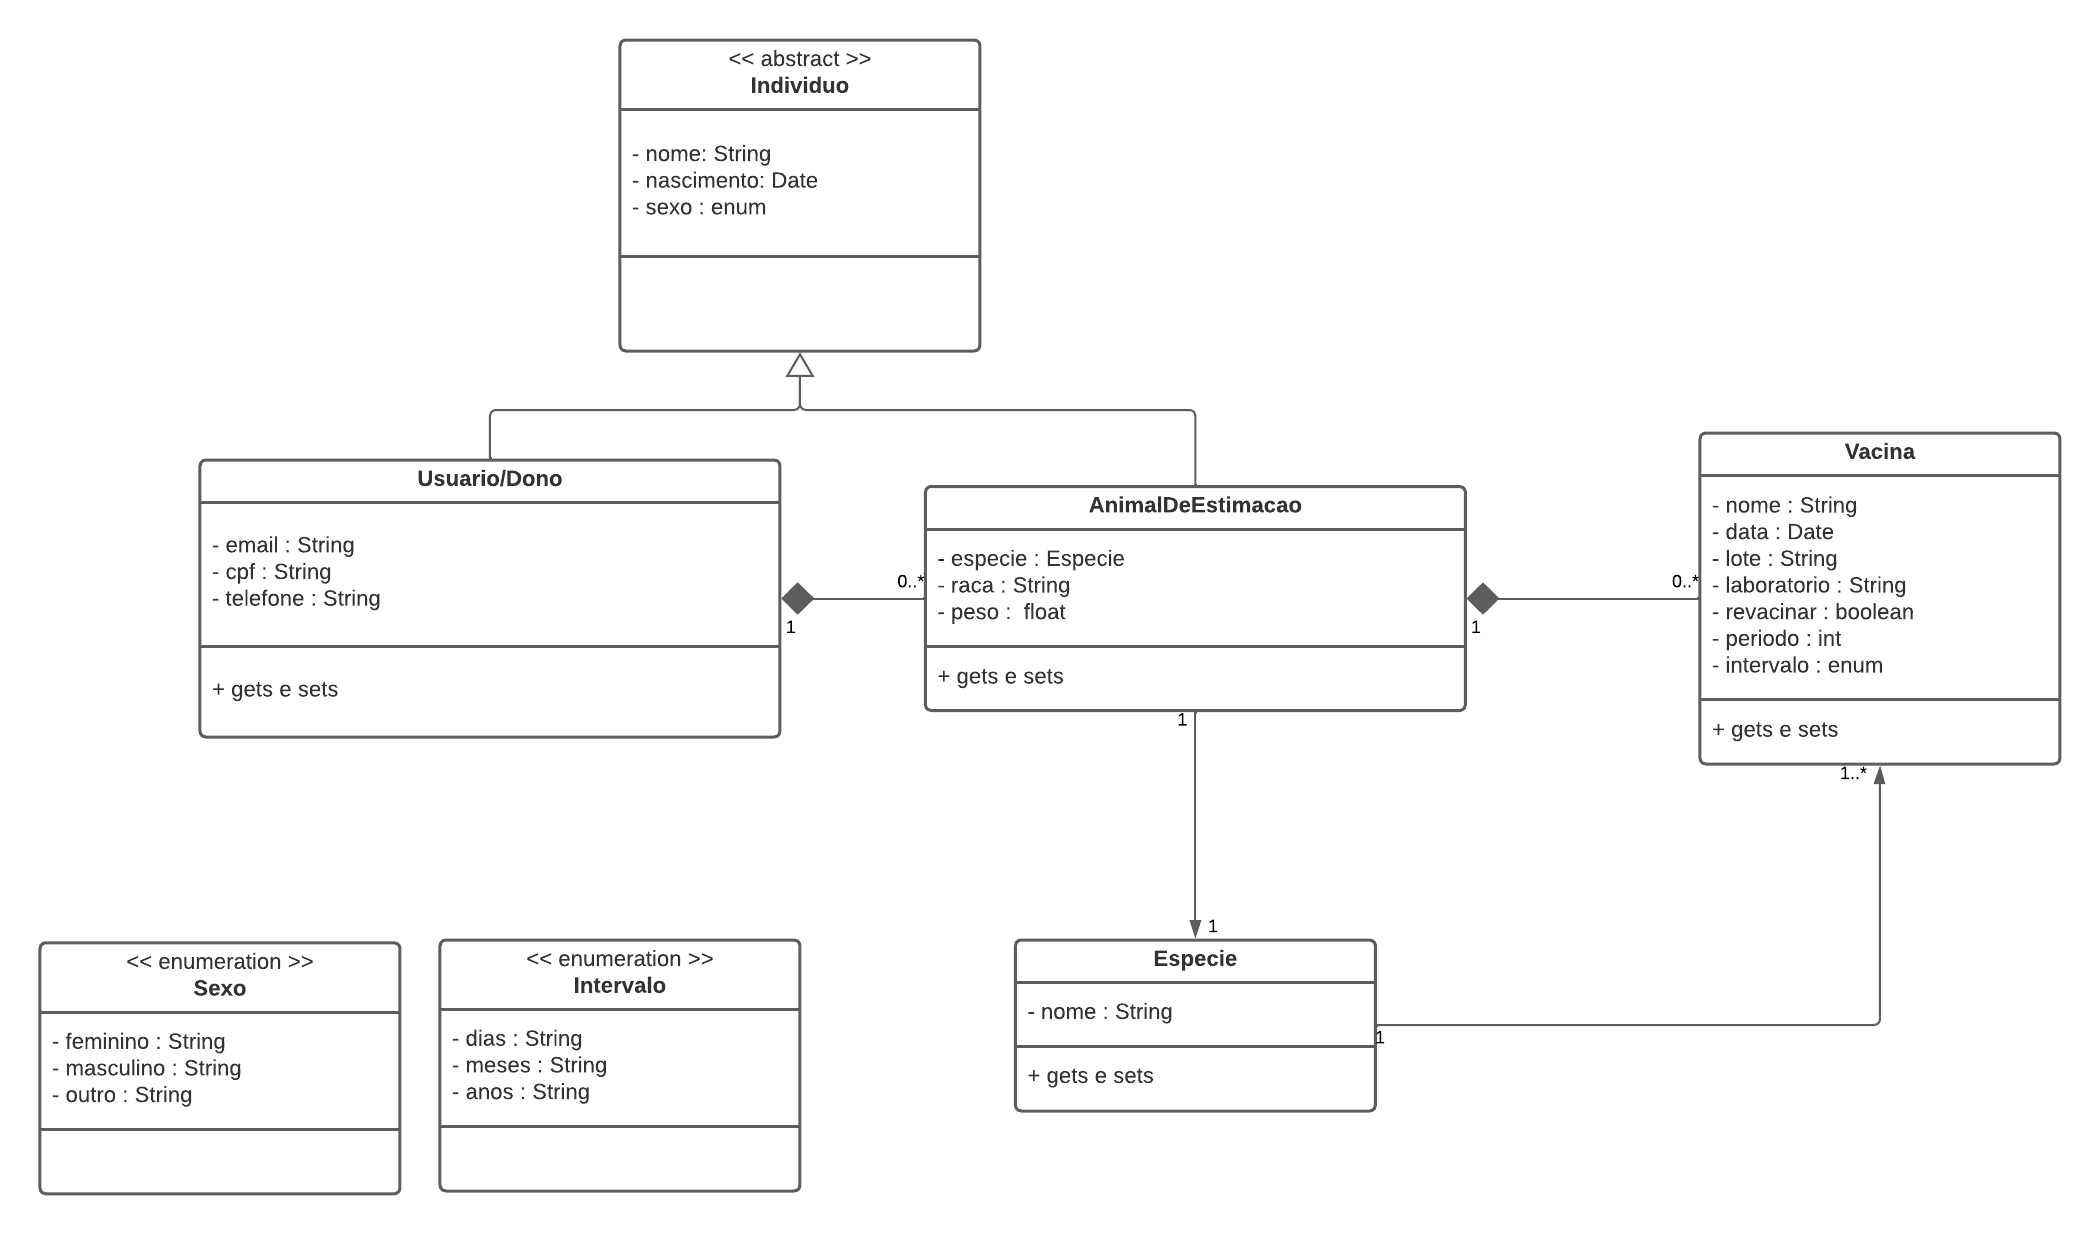 << abstract >>
Individuo
- nome: String
- nascimento: Date
- sexo : enum
Usuario/Dono
- email : String
- cpf : String
- telefone : String
+ gets e sets
1
0..*
AnimalDeEstimacao
- especie : Especie
- raca : String
- peso :  float
+ gets e sets
1
0..*
Vacina
- nome : String
- data : Date
- lote : String
- laboratorio : String
- revacinar : boolean
- periodo : int
- intervalo : enum
+ gets e sets
1
1..*
1
<< enumeration >>
Sexo
- feminino : String
- masculino : String
- outro : String
<< enumeration >>
Intervalo
- dias : String
- meses : String
- anos : String
Especie
- nome : String
+ gets e sets
1